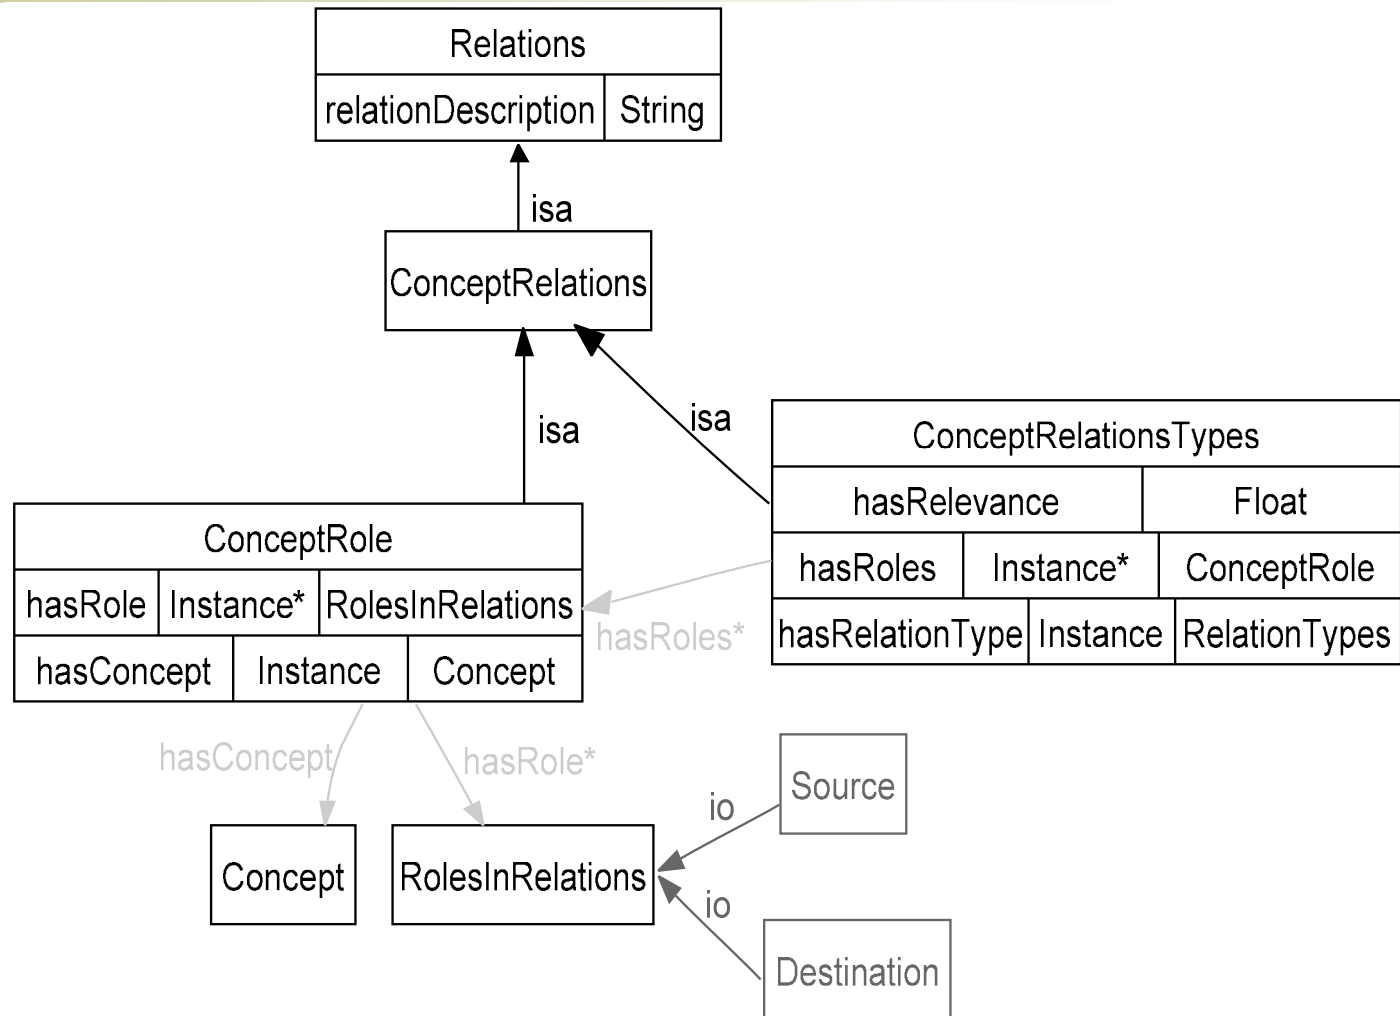 Relations
relationDescription String
isa
ConceptRelations
isa
isa
ConceptRelationsTypes
hasRelevance Float
hasRoles Instance* ConceptRole
hasRelationType Instance RelationTypes
ConceptRole
hasRole Instance* RolesInRelations
hasConcept Instance Concept
hasRoles*
hasConcept
hasRole*
Source
io
Concept
RolesInRelations
io
Destination